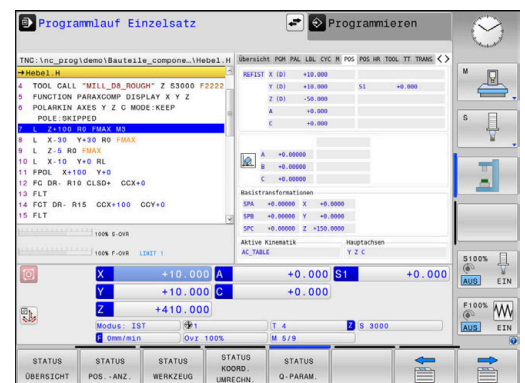 Programmlauf Einzelsatz
Programmieren
TNC:\nc_prog\demo\Bauteile_compone…\Hebel.H
→Hebel.H
4 TOOL CALL "MILL_D8_ROUGH" Z S3000 F2222
5 FUNCTION PARAXCOMP DISPLAY X Y Z
6 POLARKIN AXES Y Z C MODE:KEEP
POLE:SKIPPED
7 L Z+100 R0 FMAX M3
8 L X-30 Y+30 R0 FMAX
9 L Z-5 R0 FMAX
10 L X-10 Y+0 RL
11 FPOL X+100 Y+0
12 FC DR- R10 CLSD+ CCX+0
13 FLT
14 FCT DR- R15 CCX+100 CCY+0
15 FLT
100% S-OVR
100% F-OVR LIMIT 1
Übersicht PGM PAL LBL CYC M POS POS HR TOOL TT TRANS
REFIST X (D) +10.000
Y (D) +10.000 S1 +0.000
Z (D) -50.000
A +0.000
C +0.000
A +0.00000
B +0.00000
C +0.00000
Basistransformationen
SPA +0.00000 X +0.0000
SPB +0.00000 Y +0.0000
SPC +0.00000 Z +150.0000
Aktive Kinematik Hauptachsen
AC_TABLE Y Z C
X +10.000 A +0.000 S1 +0.000
Y +10.000 C +0.000
Z +410.000
Modus: IST 1 T 4 Z S 3000
F 0mm/min Ovr 100% M 5/9
M
S
S100%
AUS EIN
F100%
AUS EIN
STATUS ÜBERSICHT
STATUS POS.-ANZ.
STATUS WERKZEUG
STATUS KOORD. UMRECHN.
STATUS Q-PARAM.